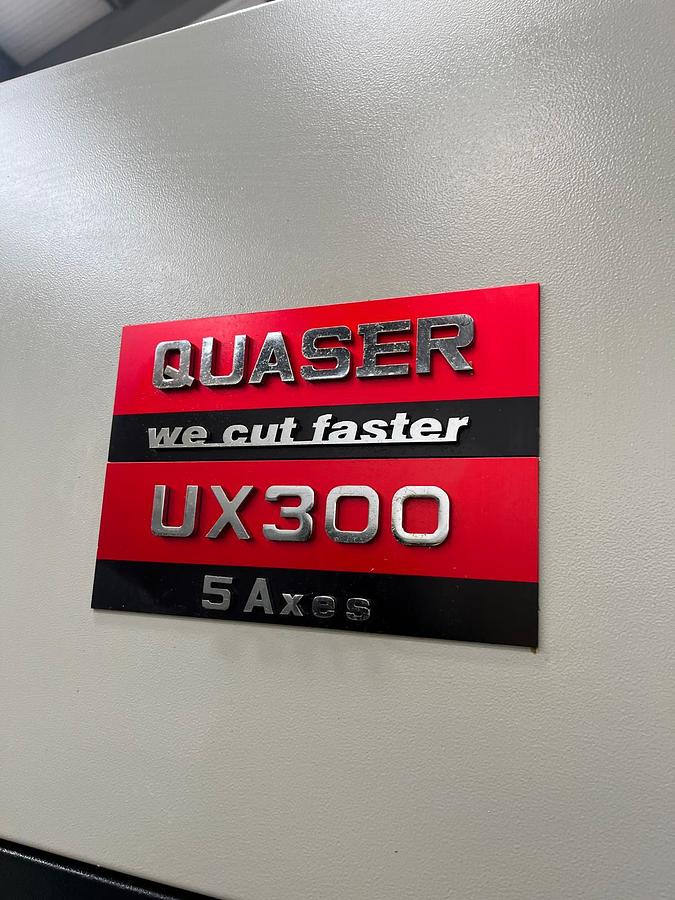 QUASER
we cut faster
UX300
5 Axes